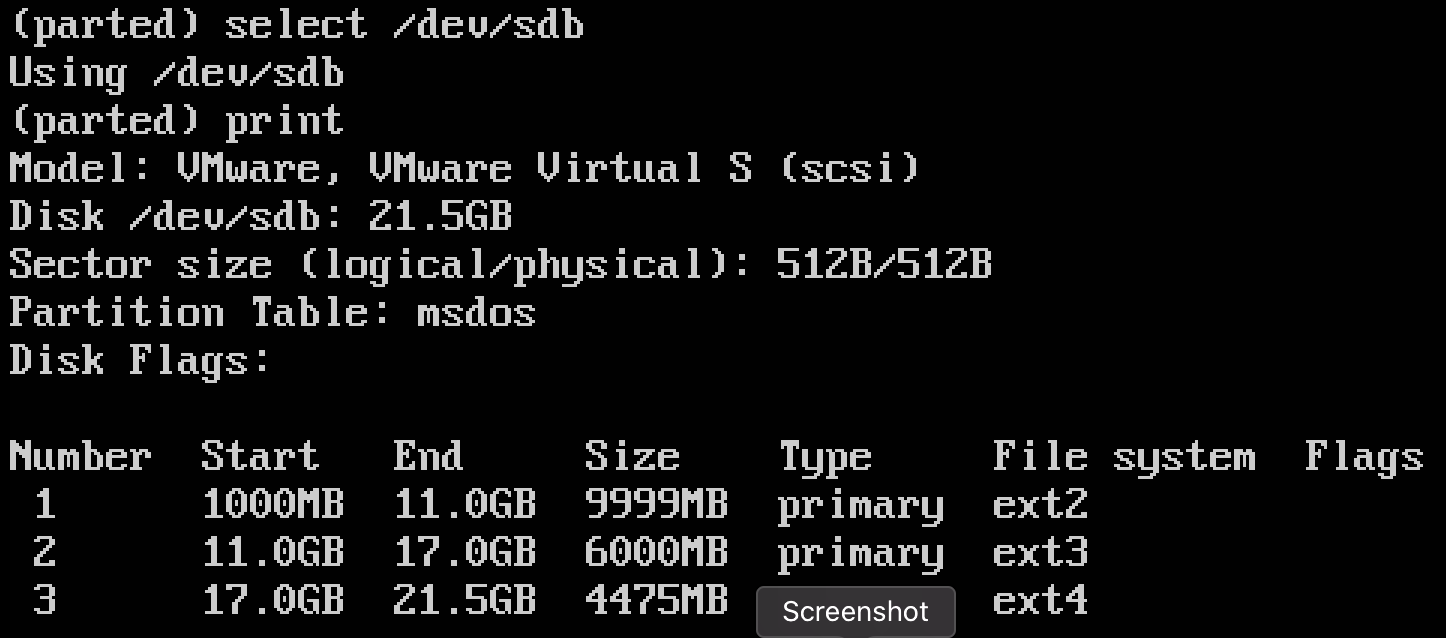 (parted) select /dev/sdb
Using /dev/sdb
(parted) print
Model: VMware, VMware Virtual S (scsi)
Disk /dev/sdb: 21.5GB
Sector size (logical/physical): 512B/512B
Partition Table: msdos
Disk Flags:

Number  Start   End     Size    Type     File system  Flags
 1      1000MB  11.0GB  9999MB  primary  ext2
 2      11.0GB  17.0GB  6000MB  primary  ext3
 3      17.0GB  21.5GB  4475MB           ext4
Screenshot